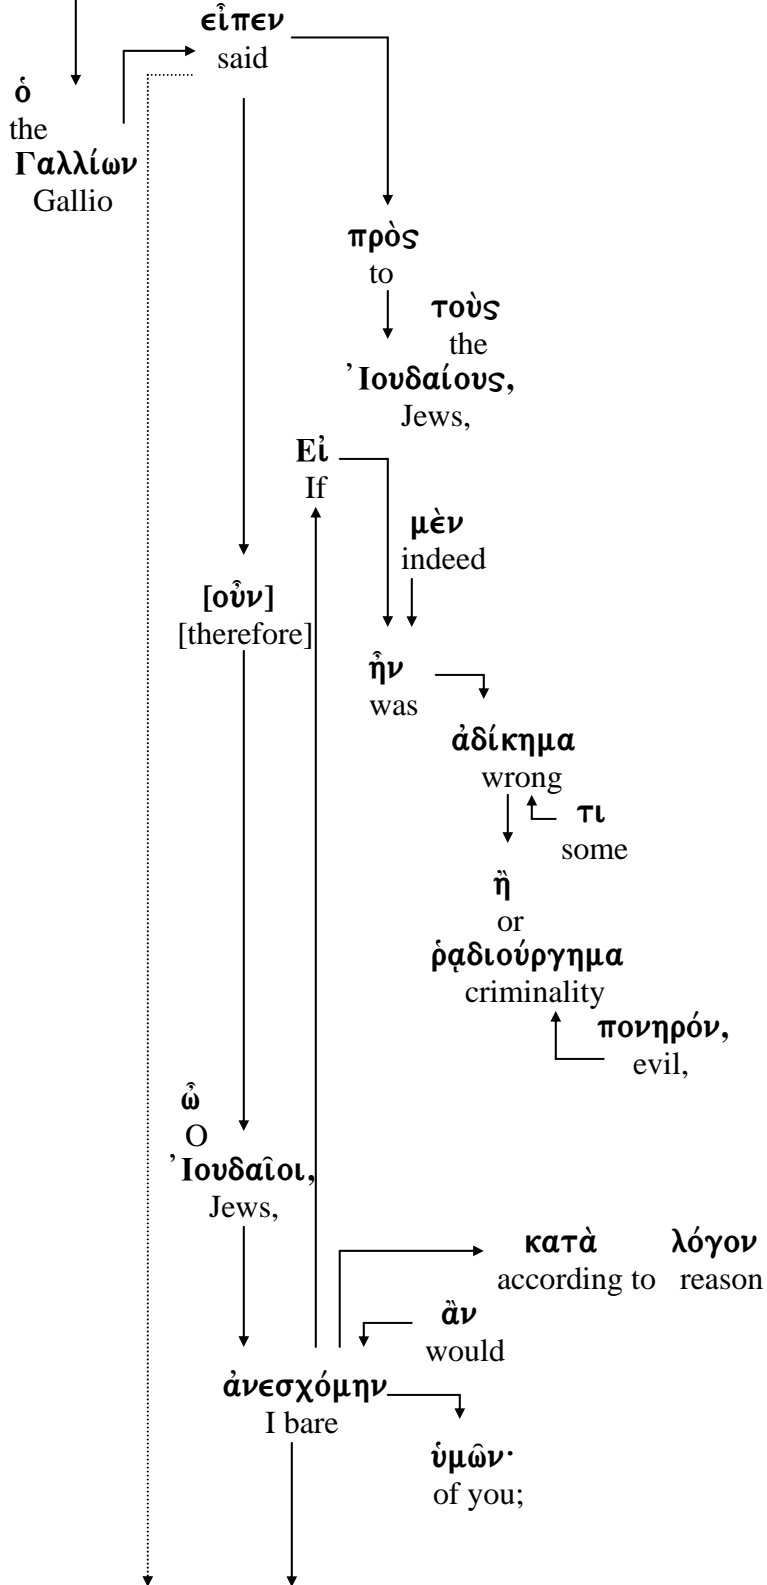 εἶπεν
said
ὁ
the
Γαλλίων
Gallio
πρὸς
to
τοὺς
the
Ἰουδαίους,
Jews,
Εἰ
If
μὲν
indeed
[οὖν]
[therefore]
ἦν
was
ἀδίκημα
wrong
τι
some
ἢ
or
ῥᾳδιούργημα
criminality
πονηρόν,
evil,
ὦ
O
Ἰουδαῖοι,
Jews,
κατὰ λόγον
according to reason
ἂν
would
ἀνεσχόμην
I bare
ὑμῶν·
of you;